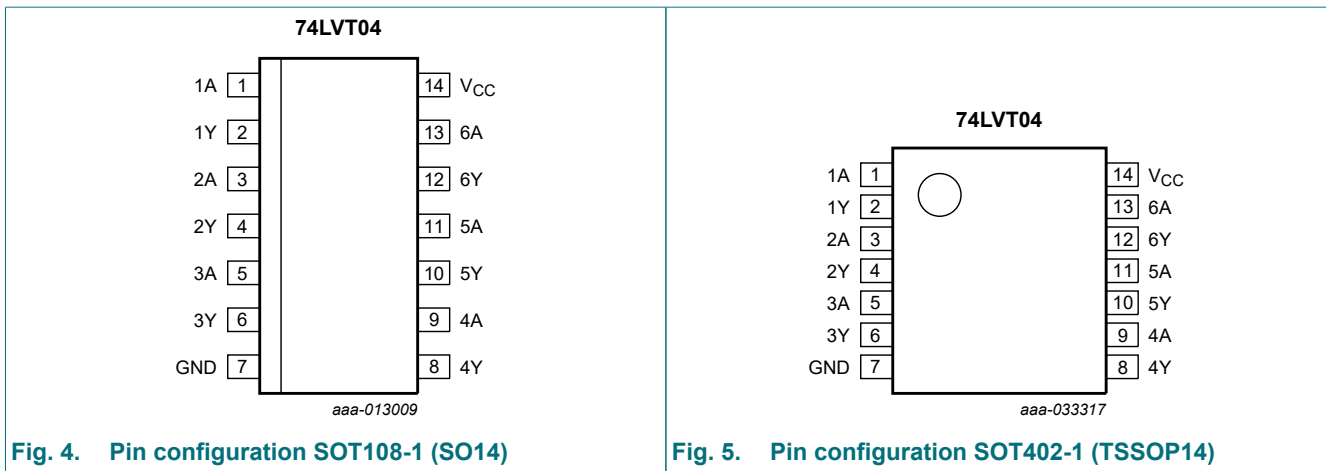 74LVT04
1A 1 14 VCC
1Y 2 13 6A
2A 3 12 6Y
2Y 4 11 5A
3A 5 10 5Y
3Y 6 9 4A
GND 7 8 4Y
aaa-013009
Fig. 4. Pin configuration SOT108-1 (SO14)
74LVT04
1A 1 14 VCC
1Y 2 13 6A
2A 3 12 6Y
2Y 4 11 5A
3A 5 10 5Y
3Y 6 9 4A
GND 7 8 4Y
aaa-033317
Fig. 5. Pin configuration SOT402-1 (TSSOP14)